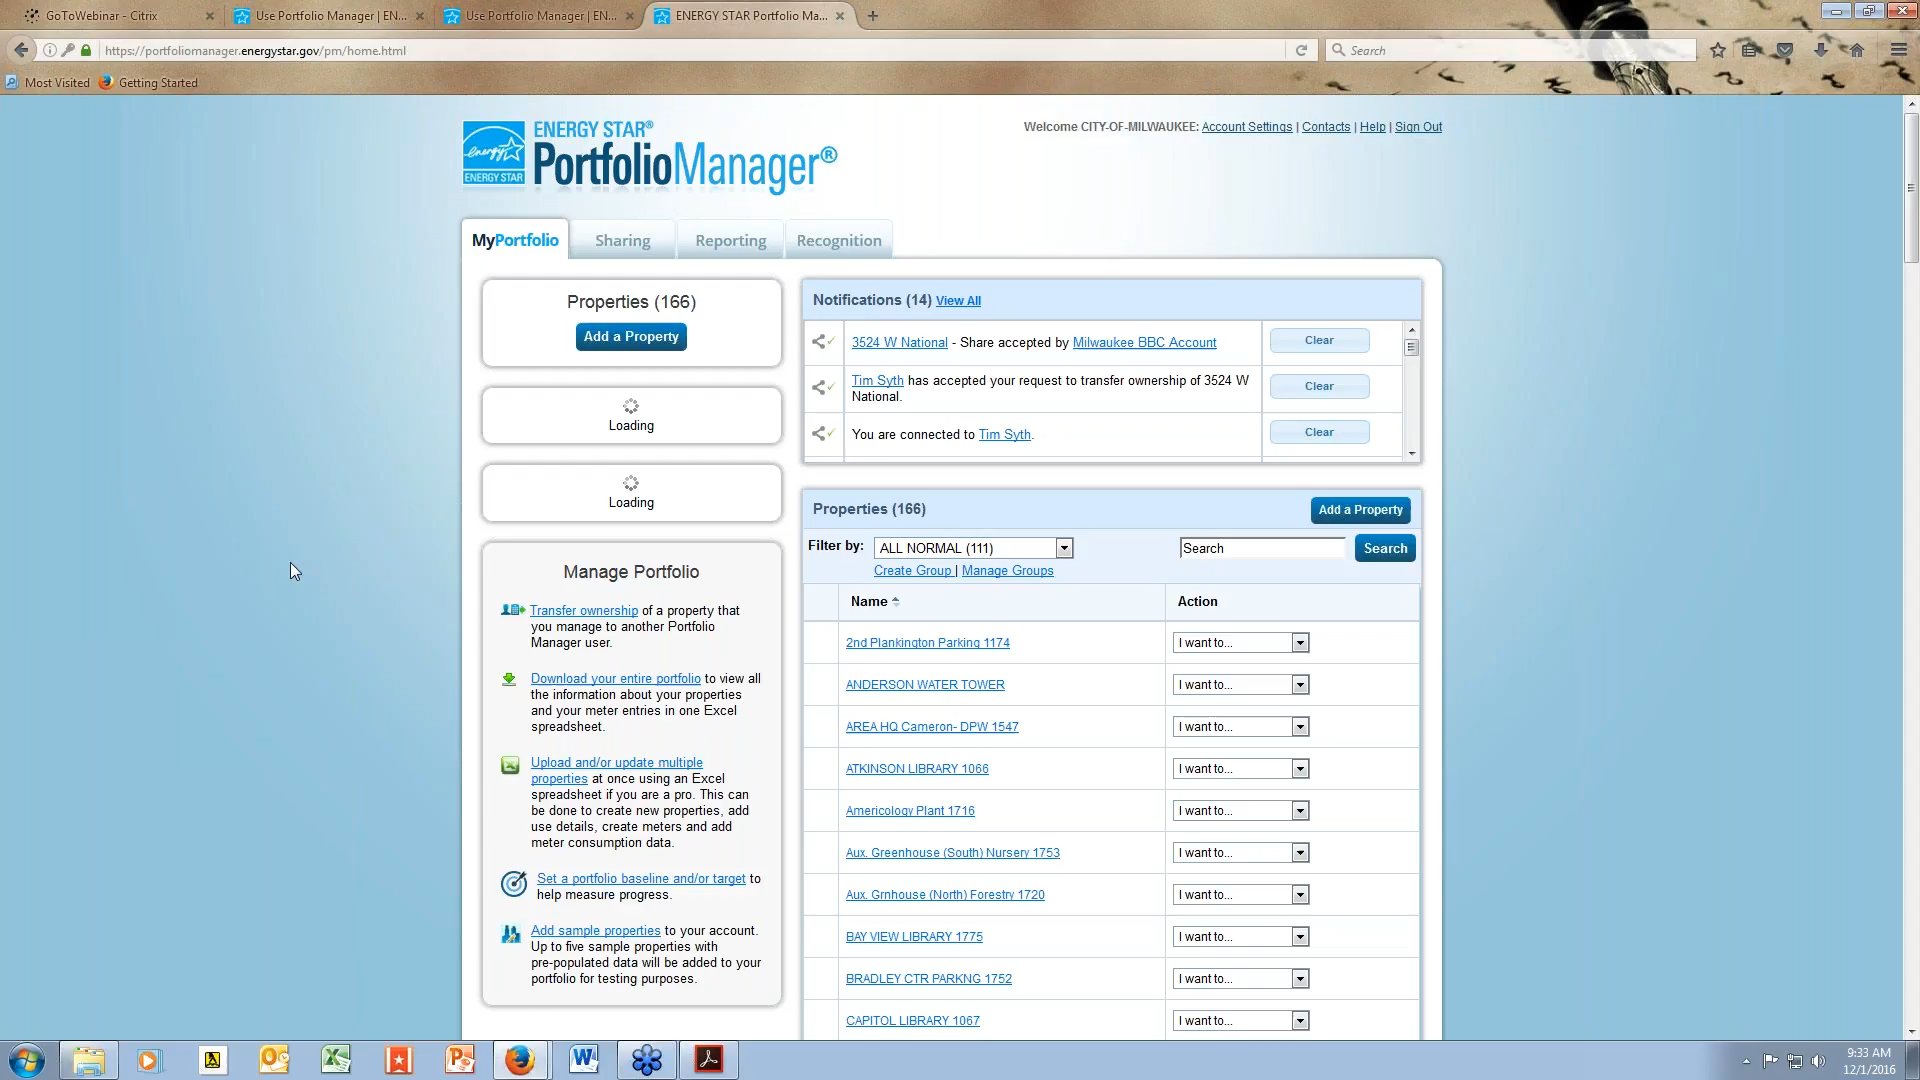 GoToWebinar - Citrix
Use Portfolio Manager | EN...
Use Portfolio Manager | EN...
ENERGY STAR Portfolio Ma...
https://portfoliomanager.energystar.gov/pm/home.html
Search
Most Visited
Getting Started
energy
ENERGY STAR
ENERGY STAR®
PortfolioManager®
Welcome CITY-OF-MILWAUKEE: Account Settings | Contacts | Help | Sign Out
MyPortfolio
Sharing
Reporting
Recognition
Properties (166)
Add a Property
Loading
Loading
Manage Portfolio
Transfer ownership of a property that
you manage to another Portfolio
Manager user.
Download your entire portfolio to view all
the information about your properties
and your meter entries in one Excel
spreadsheet.
Upload and/or update multiple
properties at once using an Excel
spreadsheet if you are a pro. This can
be done to create new properties, add
use details, create meters and add
meter consumption data.
Set a portfolio baseline and/or target to
help measure progress.
Add sample properties to your account.
Up to five sample properties with
pre-populated data will be added to your
portfolio for testing purposes.
Notifications (14) View All
3524 W National - Share accepted by Milwaukee BBC Account
Clear
Tim Syth has accepted your request to transfer ownership of 3524 W
National.
Clear
You are connected to Tim Syth.
Clear
Properties (166)
Add a Property
Filter by:
ALL NORMAL (111)
Search
Search
Create Group | Manage Groups
Name
Action
2nd Plankington Parking 1174
I want to...
ANDERSON WATER TOWER
I want to...
AREA HQ Cameron- DPW 1547
I want to...
ATKINSON LIBRARY 1066
I want to...
Americology Plant 1716
I want to...
Aux. Greenhouse (South) Nursery 1753
I want to...
Aux. Grnhouse (North) Forestry 1720
I want to...
BAY VIEW LIBRARY 1775
I want to...
BRADLEY CTR PARKNG 1752
I want to...
CAPITOL LIBRARY 1067
I want to...
9:33 AM
12/1/2016